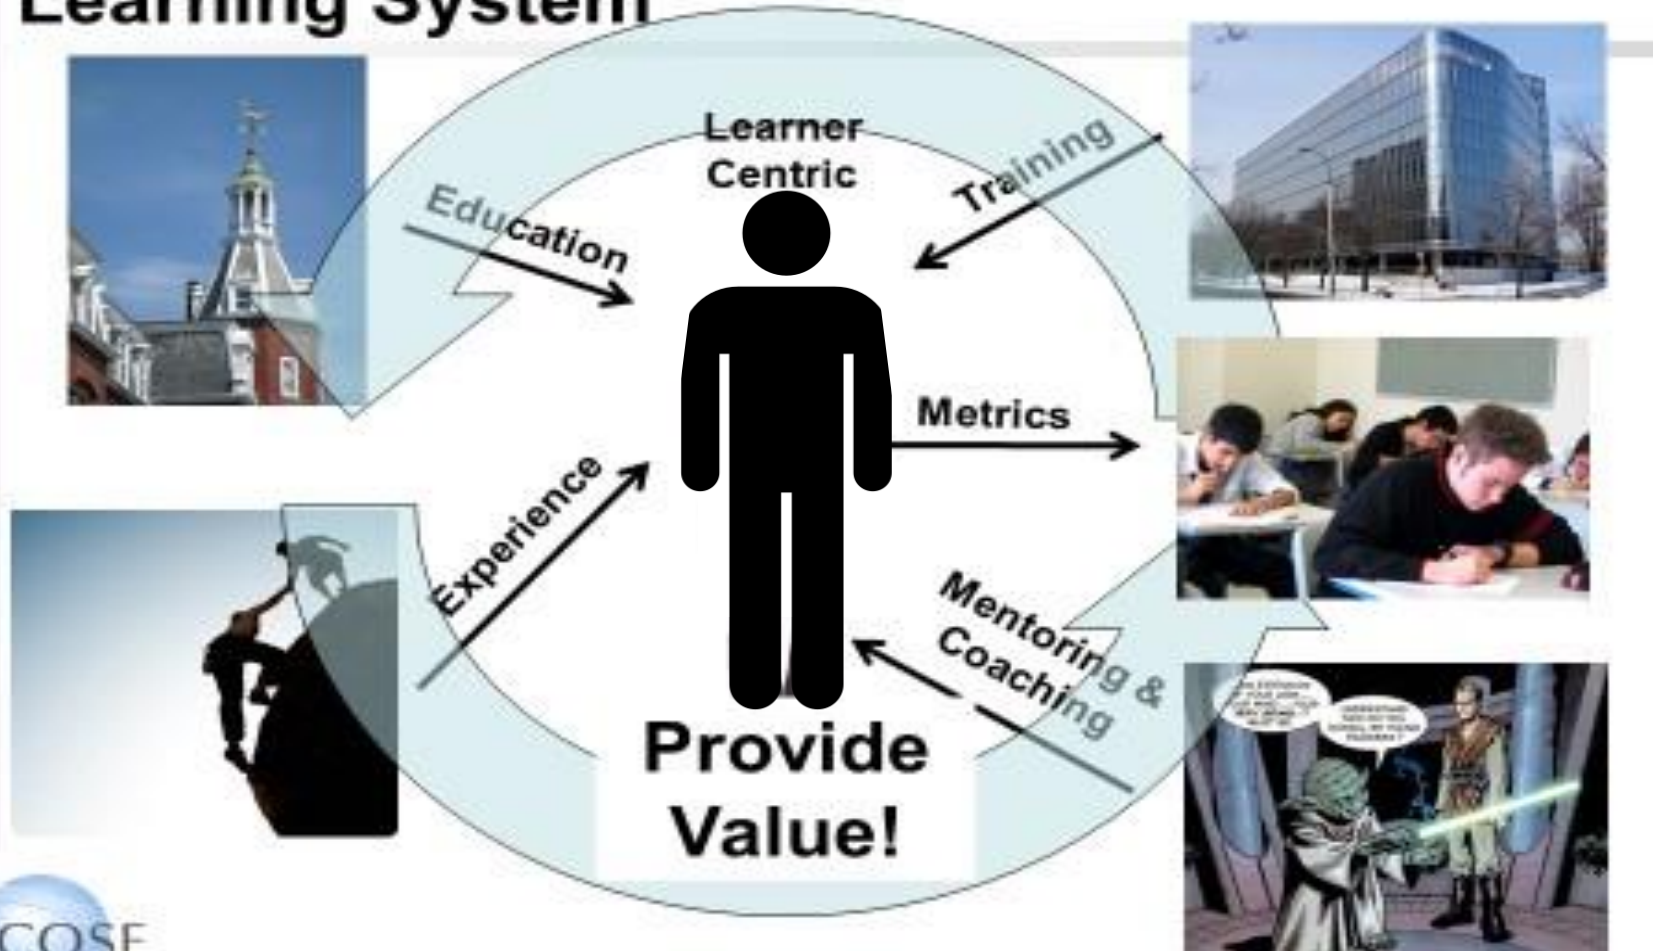 Learning System
Learner
Centric
Education
Training
Metrics
Experience
Mentoring &
Coaching
Provide
Value!
COSE